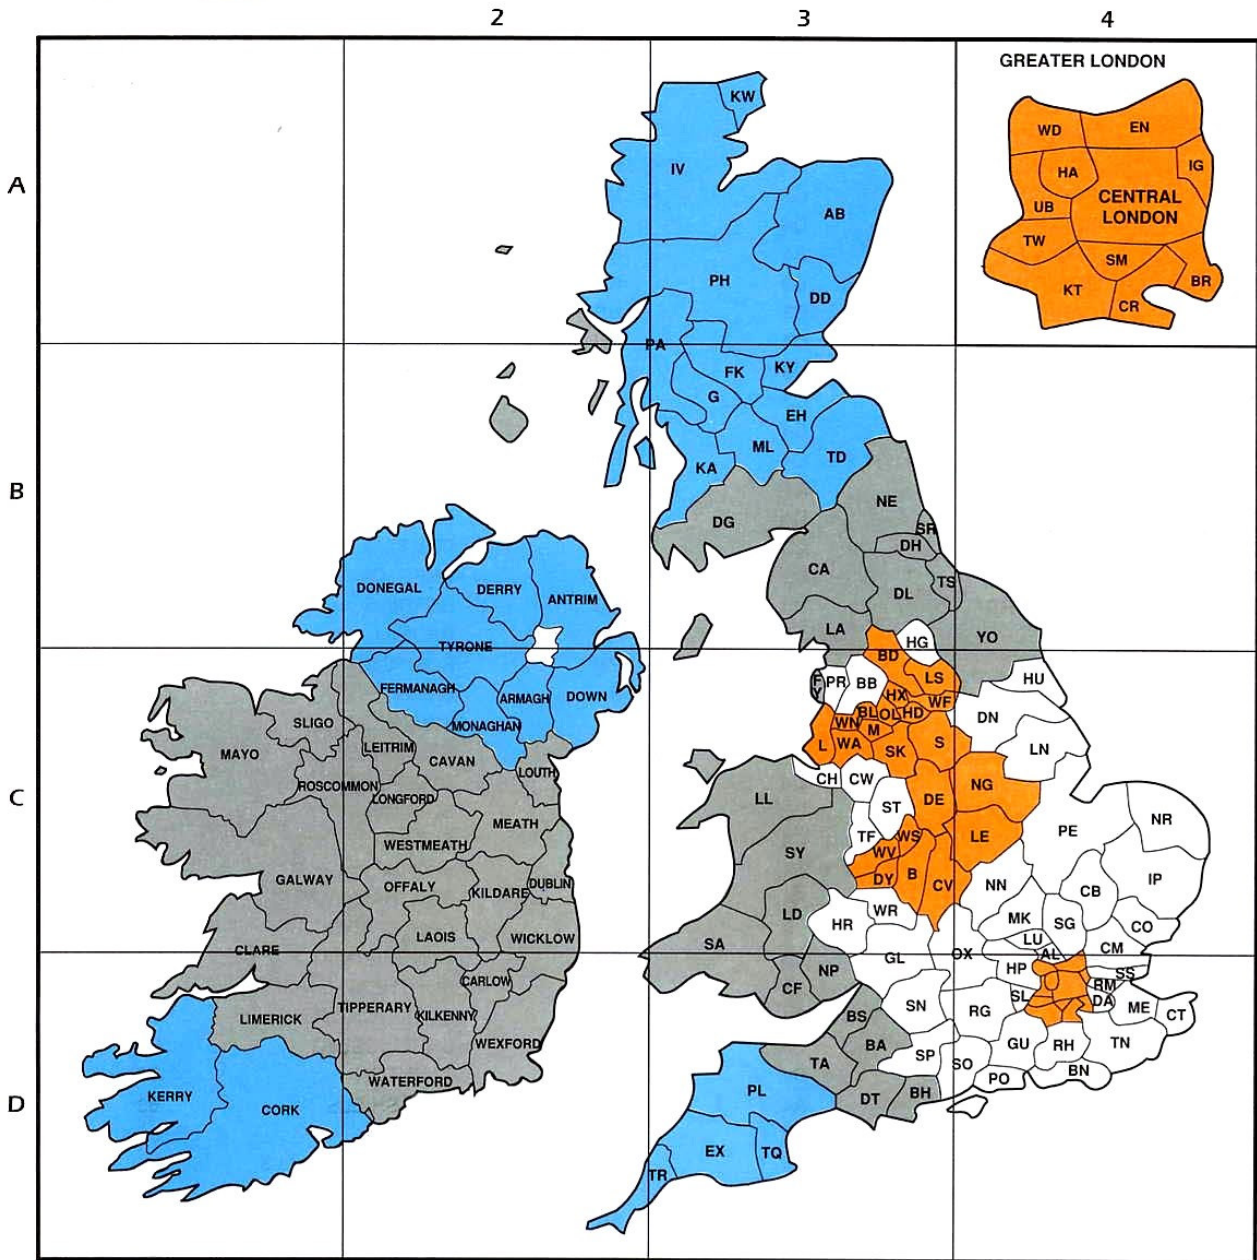 2 3 4
GREATER LONDON
A
WD EN
HA IG
UB CENTRAL
LONDON
TW
SM
KT CR BR
KW
IV
AB
PH
DD
PA
FK KY
G
EH
ML
KA TD
B
DG NE
SR
DH
CA
DL TS
LA HG YO
DONEGAL DERRY
ANTRIM
TYRONE
FERMANAGH
ARMAGH DOWN
MONAGHAN
BD
F
Y
PR BB LS HU
HX WF
BL OL HD DN
WN M
L WA SK S LN
CH CW
C
LL DE NG
ST
TF WS PE NR
SY WV LE
DY B CV NN CB IP
LD HR WR MK SG CO
SA LU CM
GL OX AL
NP HP SS
CF SL RM
DA
SN RG ME CT
BS
BA GU RH TN
TA SP SO
PO BN
DT BH
PL
EX TQ
TR
SLIGO
MAYO LEITRIM
CAVAN
ROSCOMMON LOUTH
LONGFORD
MEATH
WESTMEATH
GALWAY OFFALY KILDARE DUBLIN
CLARE LAOIS WICKLOW
CARLOW
TIPPERARY
LIMERICK KILKENNY
WEXFORD
WATERFORD
D
KERRY
CORK